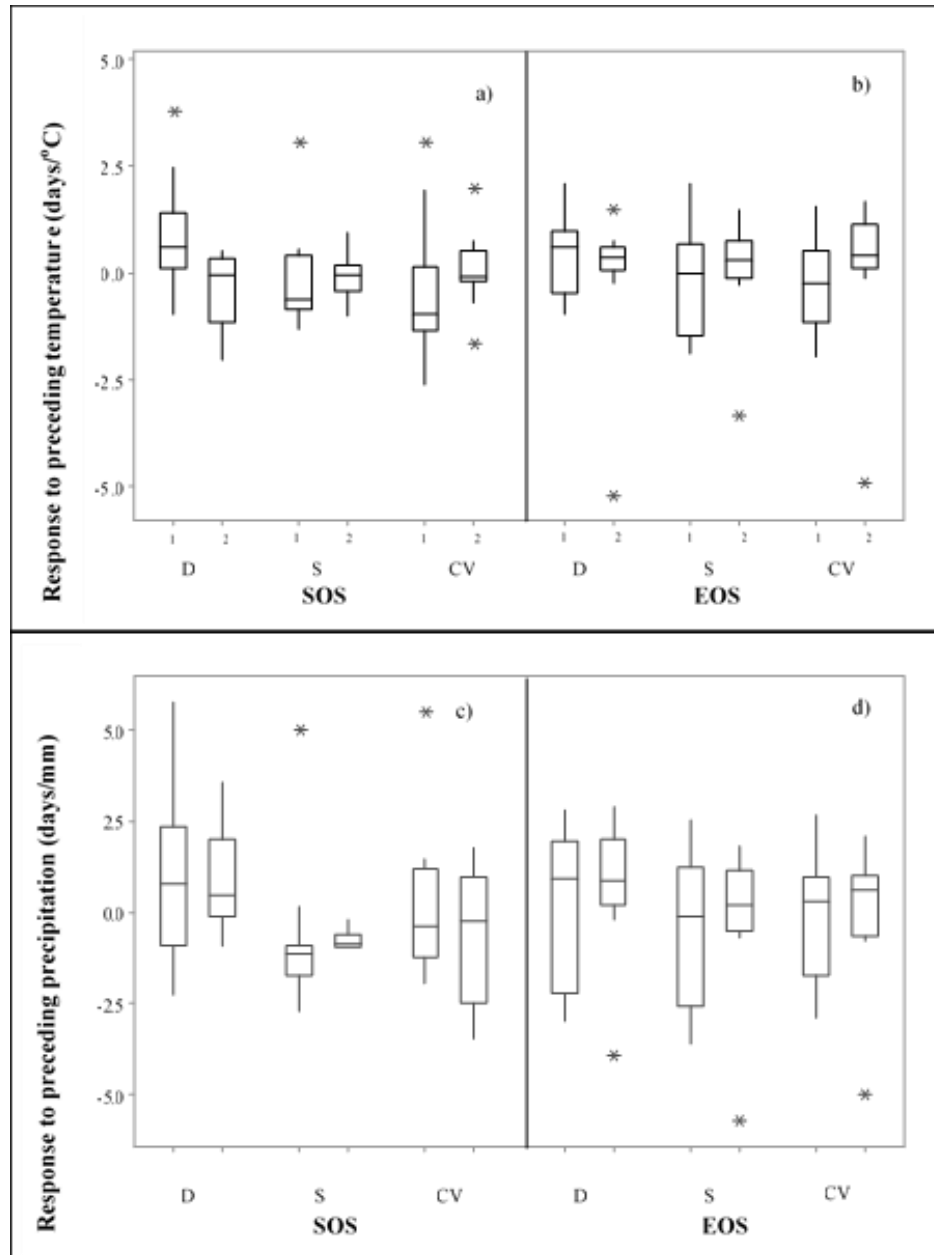 Response to preceding temperature (days/°C)
5.0
2.5
0.0
-2.5
-5.0
a)
b)
1 2 1 2 1 2 1 2 1 2 1 2
D S CV D S CV
SOS EOS
Response to preceding precipitation (days/mm)
5.0
2.5
0.0
-2.5
-5.0
c)
d)
D S CV D S CV
SOS EOS